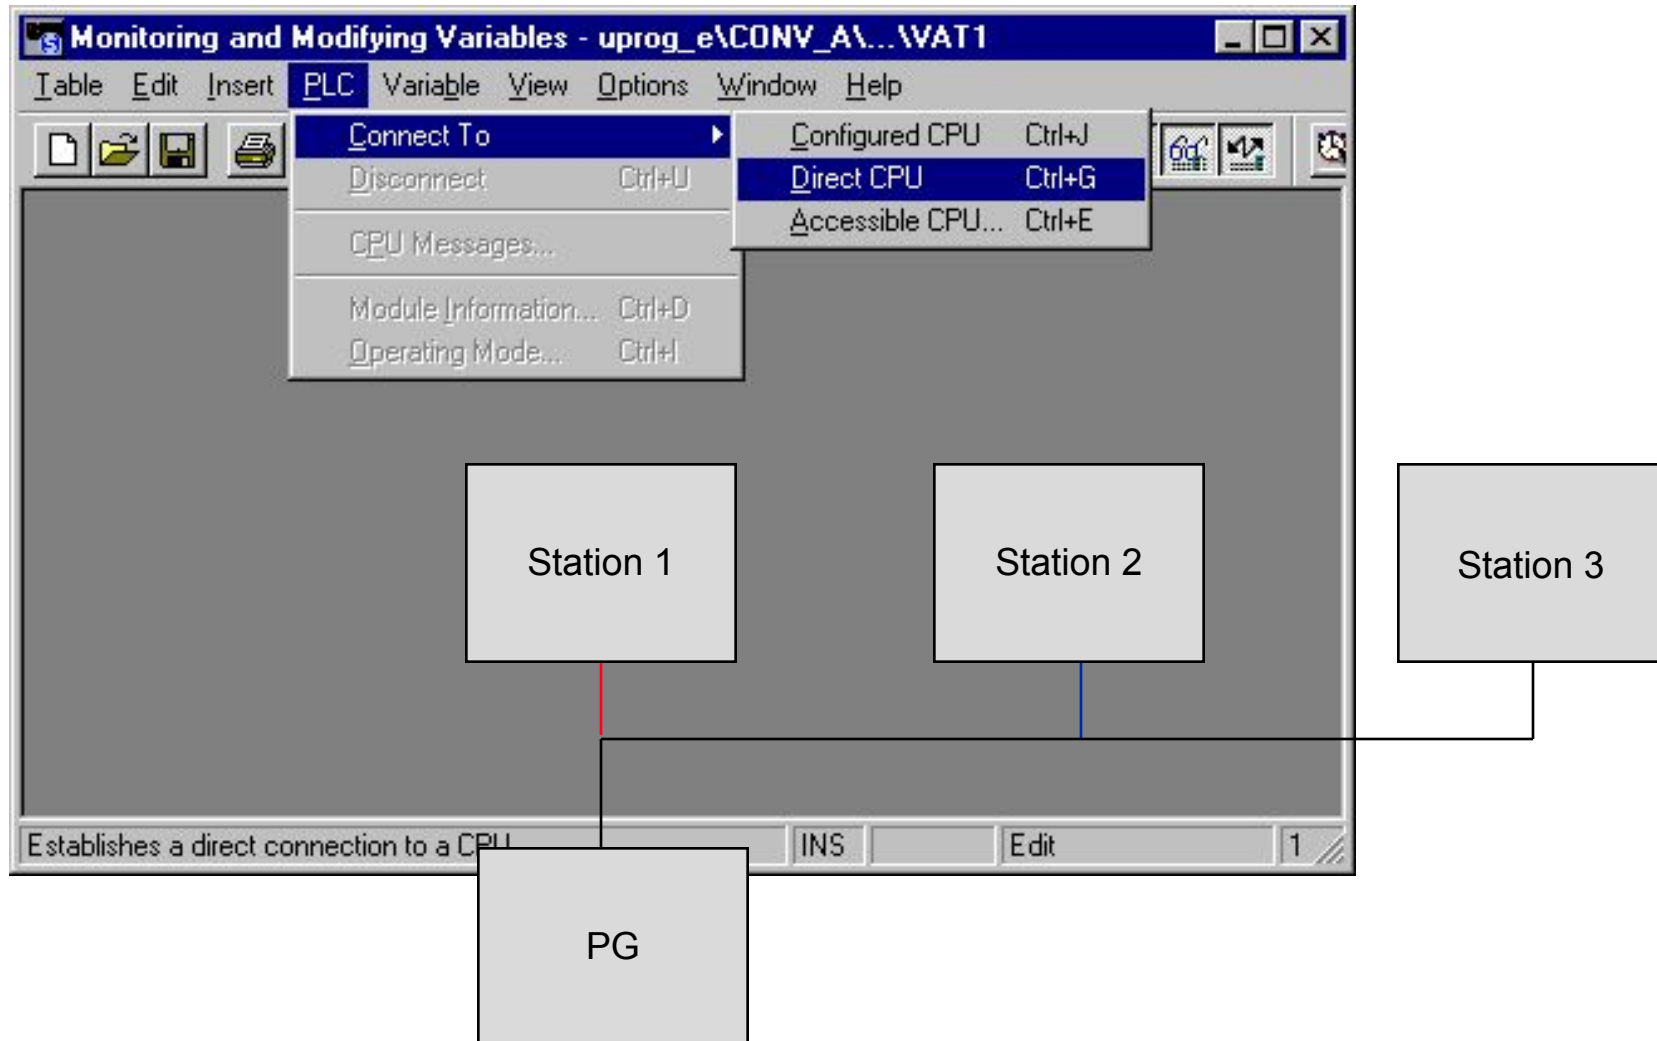 Monitoring and Modifying Variables - uprog_e\CONV_A\...\VAT1
Table Edit Insert PLC Variable View Options Window Help
Connect To
Disconnect Ctrl+U
CPU Messages...
Module Information... Ctrl+D
Operating Mode... Ctrl+I
Configured CPU Ctrl+J
Direct CPU Ctrl+G
Accessible CPU... Ctrl+E
Station 1
Station 2
Station 3
Establishes a direct connection to a CPU
INS
Edit
1
PG